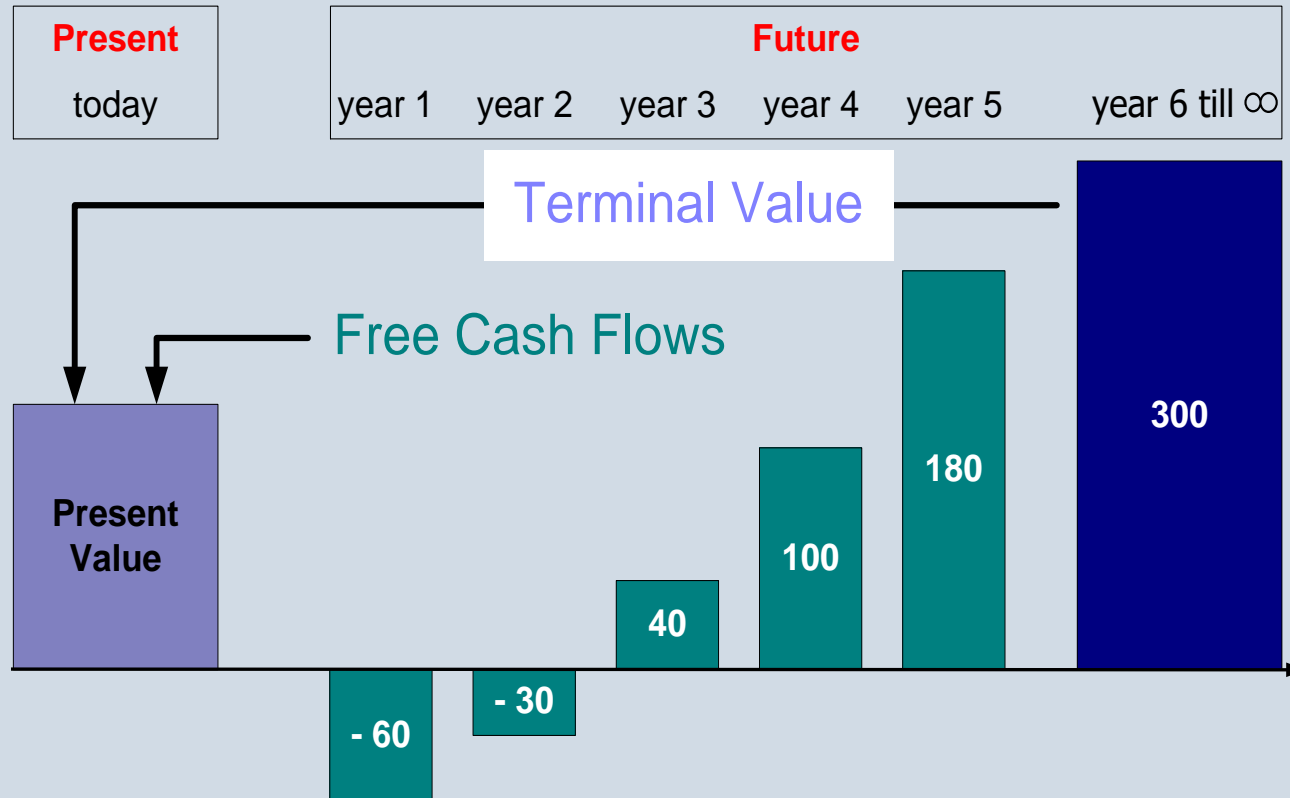 Present
Future
today
year 1
year 2
year 3
year 4
year 5
year 6 till ∞
Terminal Value
Free Cash Flows
Present
Value
- 60
- 30
40
100
180
300